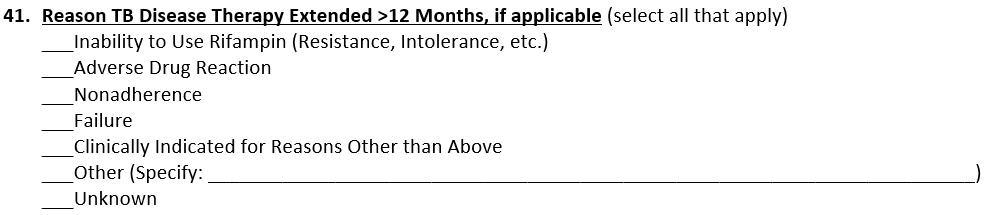 41. Reason TB Disease Therapy Extended >12 Months, if applicable (select all that apply)
___Inability to Use Rifampin (Resistance, Intolerance, etc.)
___Adverse Drug Reaction
___Nonadherence
___Failure
___Clinically Indicated for Reasons Other than Above
___Other (Specify: ______________________________________________________________________________)
___Unknown